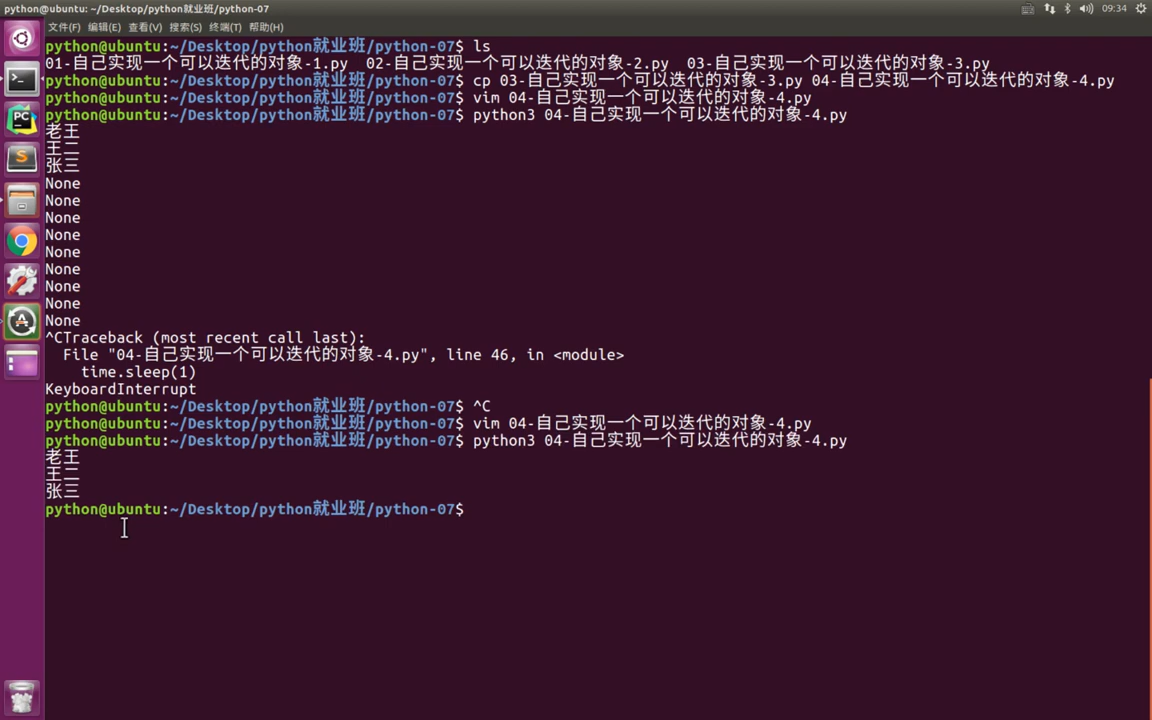 python@ubuntu: ~/Desktop/python就业班/python-07 09:34
文件(F) 编辑(E) 查看(V) 搜索(S) 终端(T) 帮助(H)
python@ubuntu:~/Desktop/python就业班/python-07$ ls
01-自己实现一个可以迭代的对象-1.py 02-自己实现一个可以迭代的对象-2.py 03-自己实现一个可以迭代的对象-3.py
python@ubuntu:~/Desktop/python就业班/python-07$ cp 03-自己实现一个可以迭代的对象-3.py 04-自己实现一个可以迭代的对象-4.py
python@ubuntu:~/Desktop/python就业班/python-07$ vim 04-自己实现一个可以迭代的对象-4.py
python@ubuntu:~/Desktop/python就业班/python-07$ python3 04-自己实现一个可以迭代的对象-4.py
老王
王二
张三
None
None
None
None
None
None
None
None
None
^CTraceback (most recent call last):
  File "04-自己实现一个可以迭代的对象-4.py", line 46, in <module>
    time.sleep(1)
KeyboardInterrupt
python@ubuntu:~/Desktop/python就业班/python-07$ ^C
python@ubuntu:~/Desktop/python就业班/python-07$ vim 04-自己实现一个可以迭代的对象-4.py
python@ubuntu:~/Desktop/python就业班/python-07$ python3 04-自己实现一个可以迭代的对象-4.py
老王
王二
张三
python@ubuntu:~/Desktop/python就业班/python-07$
PC
S